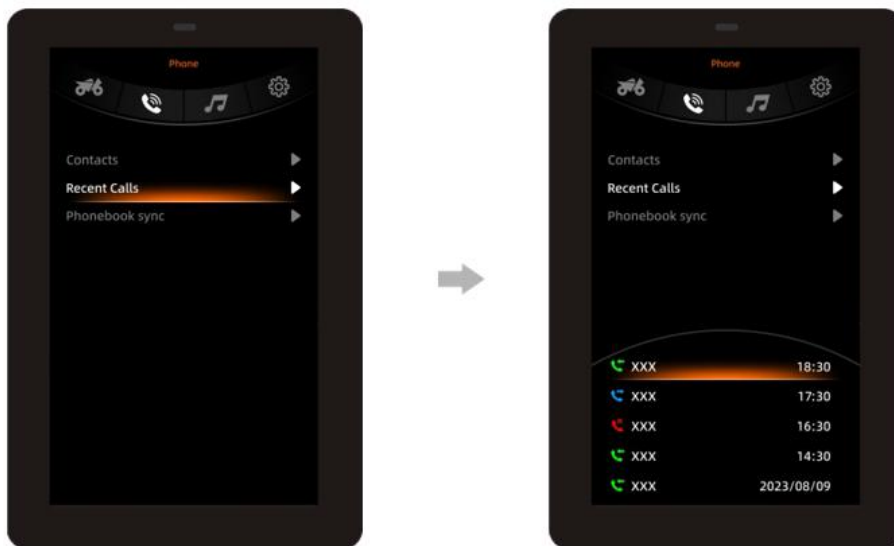 Phone
Contacts
Recent Calls
Phonebook sync
Phone
Contacts
Recent Calls
Phonebook sync
XXX 18:30
XXX 17:30
XXX 16:30
XXX 14:30
XXX 2023/08/09